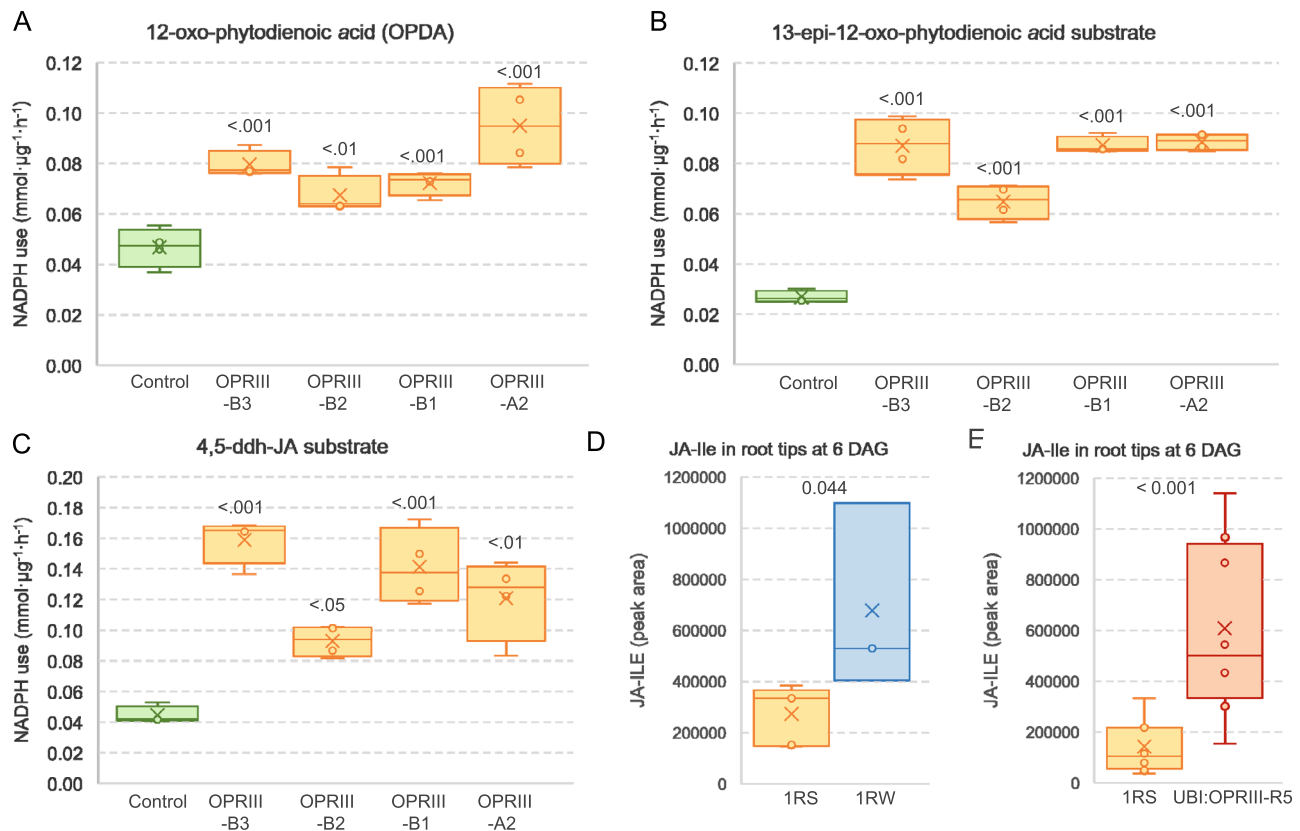 A
12-oxo-phytodienoic acid (OPDA)
NADPH use (mmol·µg⁻¹·h⁻¹)
0.12
0.10
0.08
0.06
0.04
0.02
0.00
<.001
<.01
<.001
<.001
Control
OPRIII
-B3
OPRIII
-B2
OPRIII
-B1
OPRIII
-A2
B
13-epi-12-oxo-phytodienoic acid substrate
NADPH use (mmol·µg⁻¹·h⁻¹)
0.12
0.10
0.08
0.06
0.04
0.02
0.00
<.001
<.001
<.001
<.001
Control
OPRIII
-B3
OPRIII
-B2
OPRIII
-B1
OPRIII
-A2
C
4,5-ddh-JA substrate
NADPH use (mmol·µg⁻¹·h⁻¹)
0.20
0.18
0.16
0.14
0.12
0.10
0.08
0.06
0.04
0.02
0.00
<.001
<.05
<.001
<.01
Control
OPRIII
-B3
OPRIII
-B2
OPRIII
-B1
OPRIII
-A2
D
JA-Ile in root tips at 6 DAG
JA-ILE (peak area)
1200000
1000000
800000
600000
400000
200000
0
0.044
1RS
1RW
E
JA-Ile in root tips at 6 DAG
JA-ILE (peak area)
1200000
1000000
800000
600000
400000
200000
0
< 0.001
1RS
UBI:OPRIII-R5